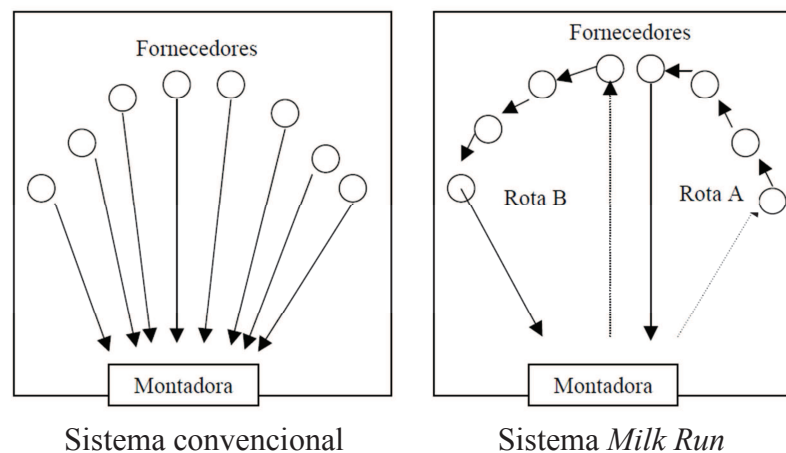 Fornecedores
Montadora
Sistema convencional
Fornecedores
Rota B
Rota A
Montadora
Sistema Milk Run